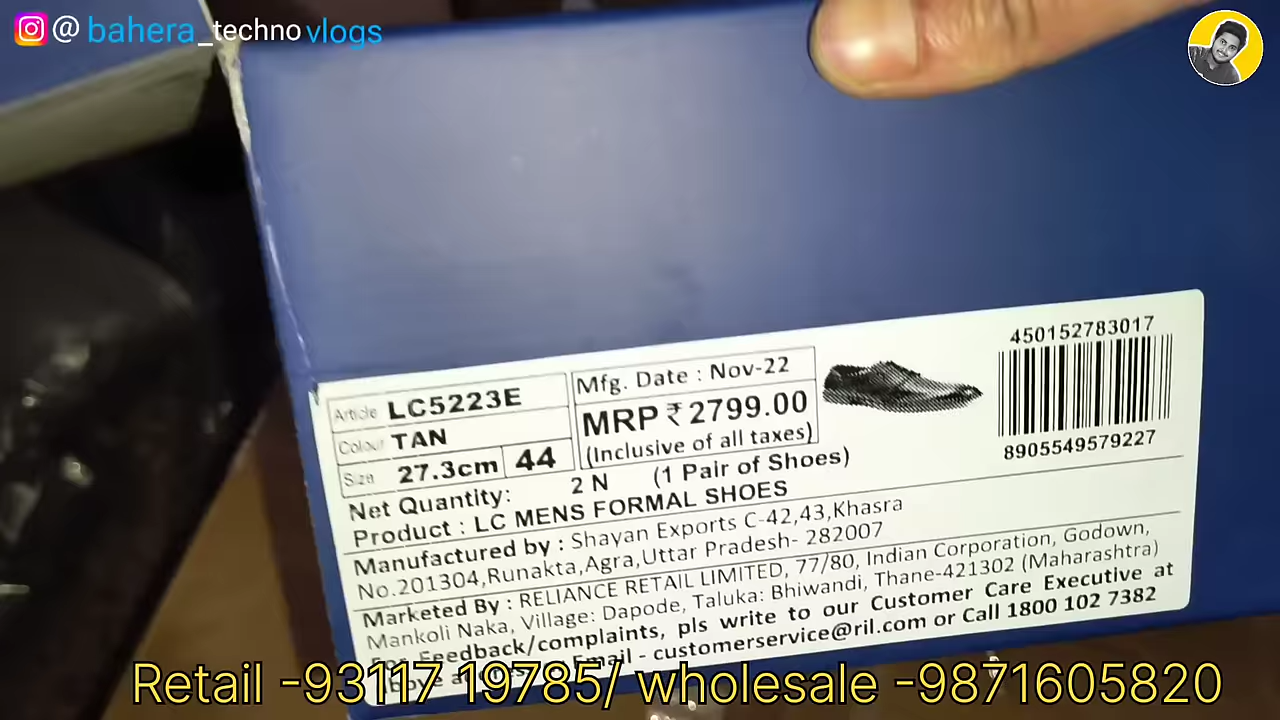 @bahera_techno vlogs
450152783017
8905549579227
Article LC5223E
Colour TAN
Size 27.3cm 44
Mfg. Date : Nov-22
MRP ₹ 2799.00
(Inclusive of all taxes)
Net Quantity: 2 N (1 Pair of Shoes)
Product : LC MENS FORMAL SHOES
Manufactured by : Shayan Exports C-42,43,Khasra
No.201304,Runakta,Agra,Uttar Pradesh- 282007
Marketed By : RELIANCE RETAIL LIMITED, 77/80, Indian Corporation, Godown,
Mankoli Naka, Village: Dapode, Taluka: Bhiwandi, Thane-421302 (Maharashtra)
For Feedback/complaints, pls write to our Customer Care Executive at
Email - customerservice@ril.com or Call 1800 102 7382
Retail -93117 19785/ wholesale -9871605820